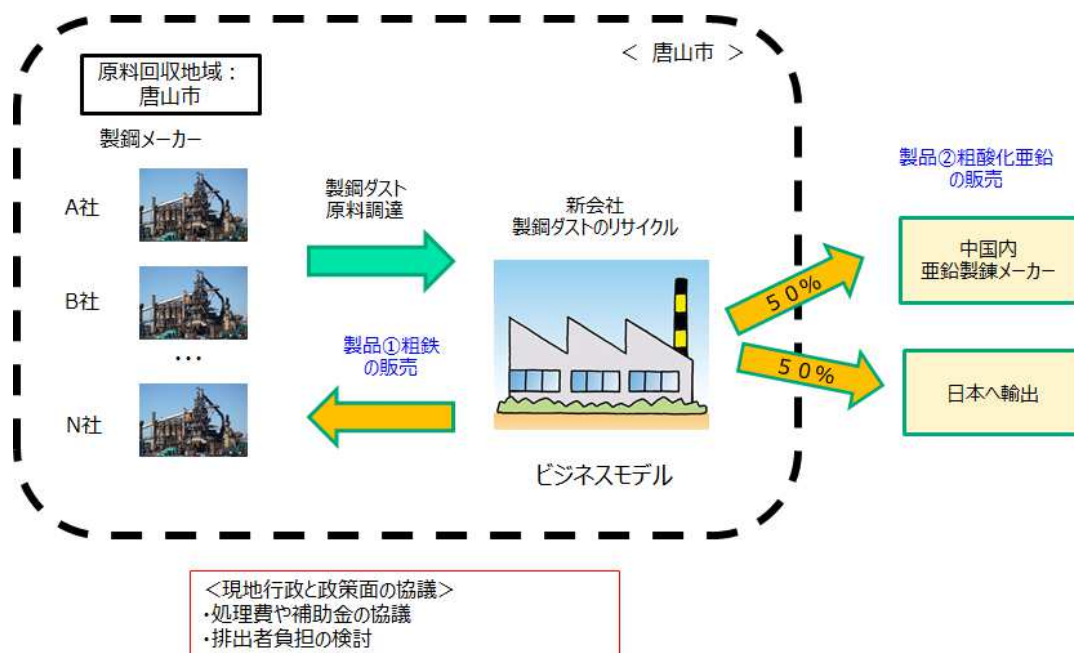 ＜ 唐山市 ＞
原料回収地域：
唐山市
製鋼メーカー
A社
B社
…
N社
製鋼ダスト
原料調達
製品①粗鉄
の販売
新会社
製鋼ダストのリサイクル
ビジネスモデル
５０％
５０％
製品②粗酸化亜鉛
の販売
中国内
亜鉛製錬メーカー
日本へ輸出
＜現地行政と政策面の協議＞
・処理費や補助金の協議
・排出者負担の検討